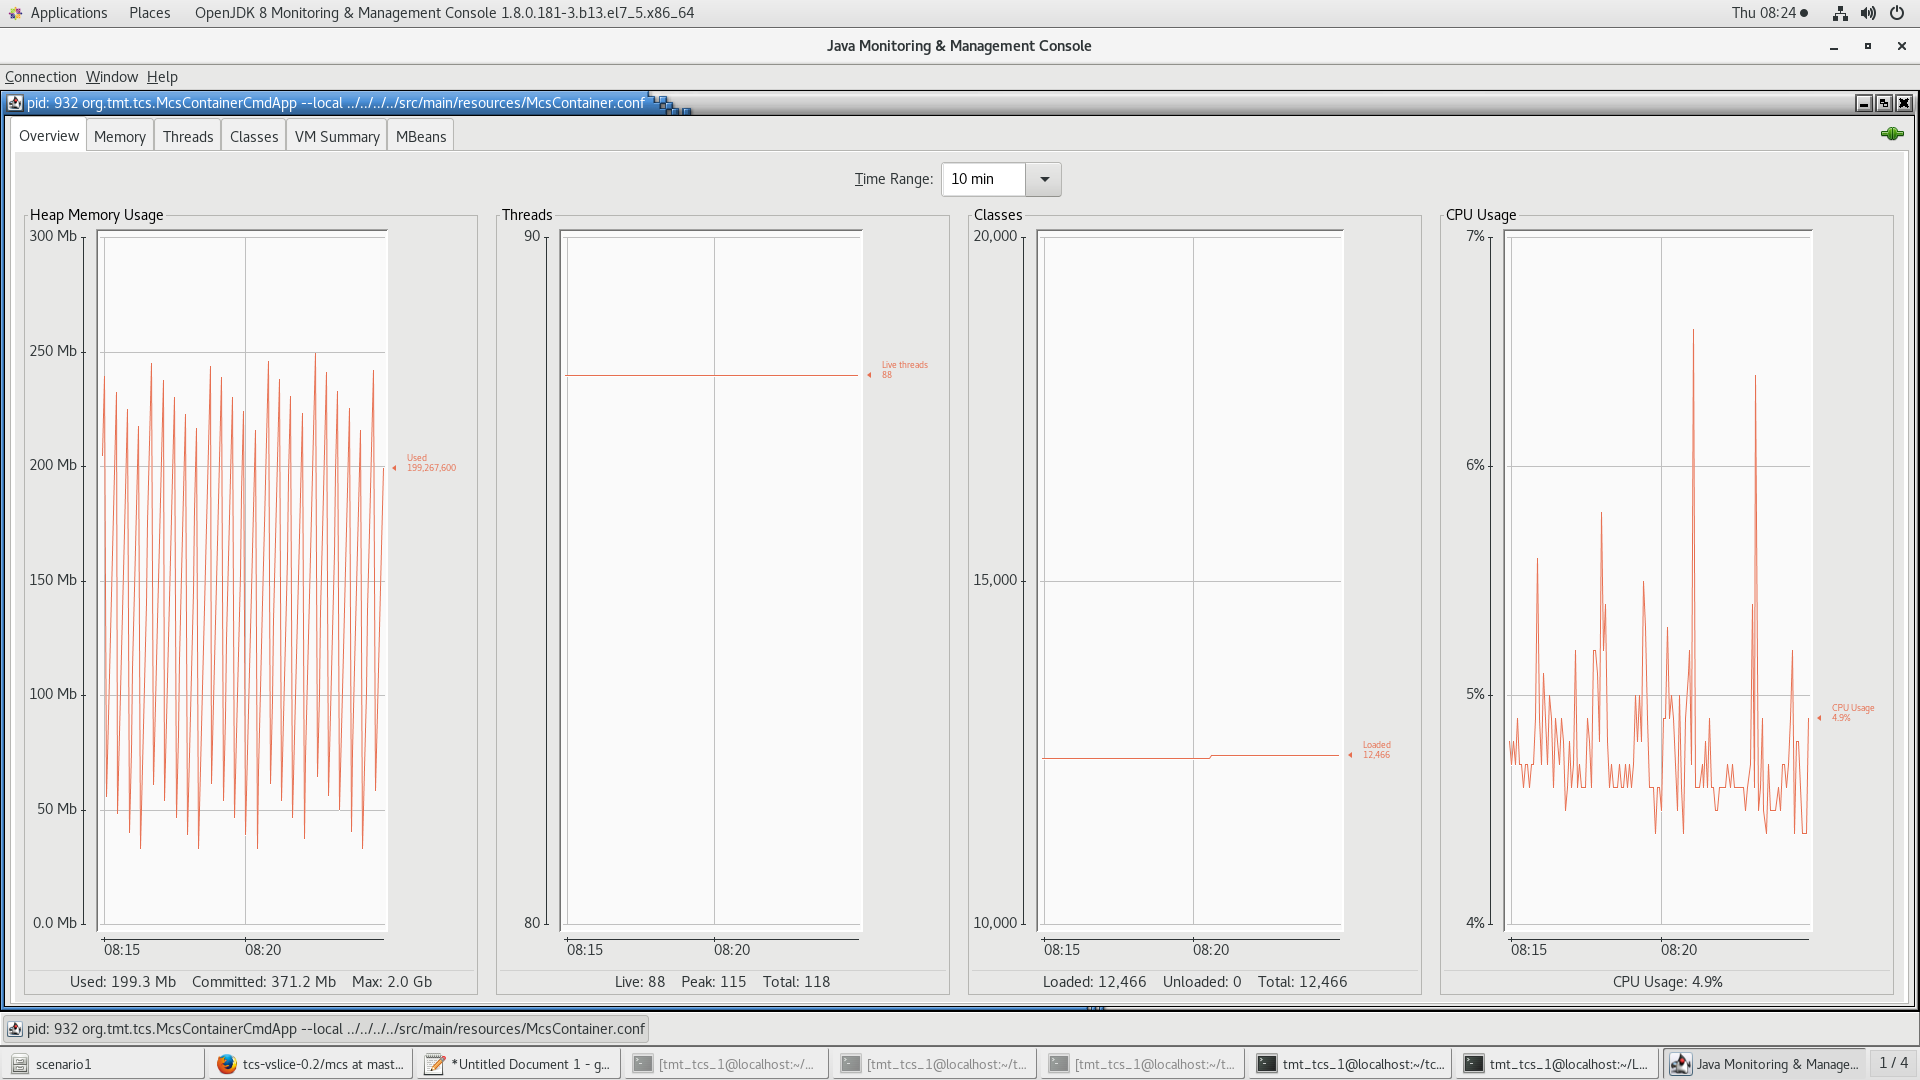 Applications Places OpenJDK 8 Monitoring & Management Console 1.8.0.181-3.b13.el7_5.x86_64 Thu 08:24
Java Monitoring & Management Console
Connection Window Help
pid: 932 org.tmt.tcs.McsContainerCmdApp --local ../../../../src/main/resources/McsContainer.conf
Overview Memory Threads Classes VM Summary MBeans
Time Range: 10 min
Heap Memory Usage
300 Mb
250 Mb
200 Mb
150 Mb
100 Mb
50 Mb
0.0 Mb
08:15 08:20
Used
199,267,600
Used: 199.3 Mb Committed: 371.2 Mb Max: 2.0 Gb
Threads
90
80
08:15 08:20
Live threads
88
Live: 88 Peak: 115 Total: 118
Classes
20,000
15,000
10,000
08:15 08:20
Loaded
12,466
Loaded: 12,466 Unloaded: 0 Total: 12,466
CPU Usage
7%
6%
5%
4%
08:15 08:20
CPU Usage
4.9%
CPU Usage: 4.9%
pid: 932 org.tmt.tcs.McsContainerCmdApp --local ../../../../src/main/resources/McsContainer.conf
scenario1 tcs-vslice-0.2/mcs at mast... *Untitled Document 1 - g... [tmt_tcs_1@localhost:~/... [tmt_tcs_1@localhost:~/t... [tmt_tcs_1@localhost:~/t... tmt_tcs_1@localhost:~/tc... tmt_tcs_1@localhost:~/L... Java Monitoring & Manage... 1 / 4